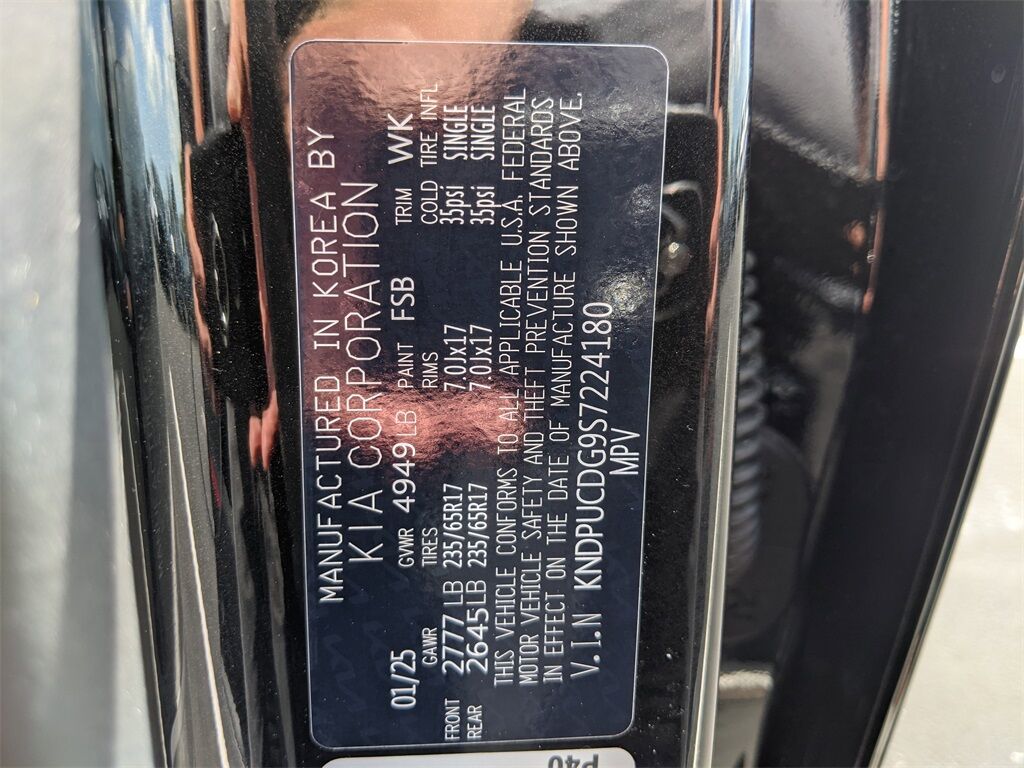 MANUFACTURED IN KOREA BY
KIA CORPORATION
01/25 GVWR 4949LB PAINT FSB TRIM WK
GAWR TIRES RIMS COLD TIRE INFL
FRONT 2777LB 235/65R17 7.0Jx17 35psi SINGLE
REAR 2645LB 235/65R17 7.0Jx17 35psi SINGLE
THIS VEHICLE CONFORMS TO ALL APPLICABLE U.S.A. FEDERAL
MOTOR VEHICLE SAFETY AND THEFT PREVENTION STANDARDS
IN EFFECT ON THE DATE OF MANUFACTURE SHOWN ABOVE.
V.I.N KNDPUCDG9S7224180
MPV